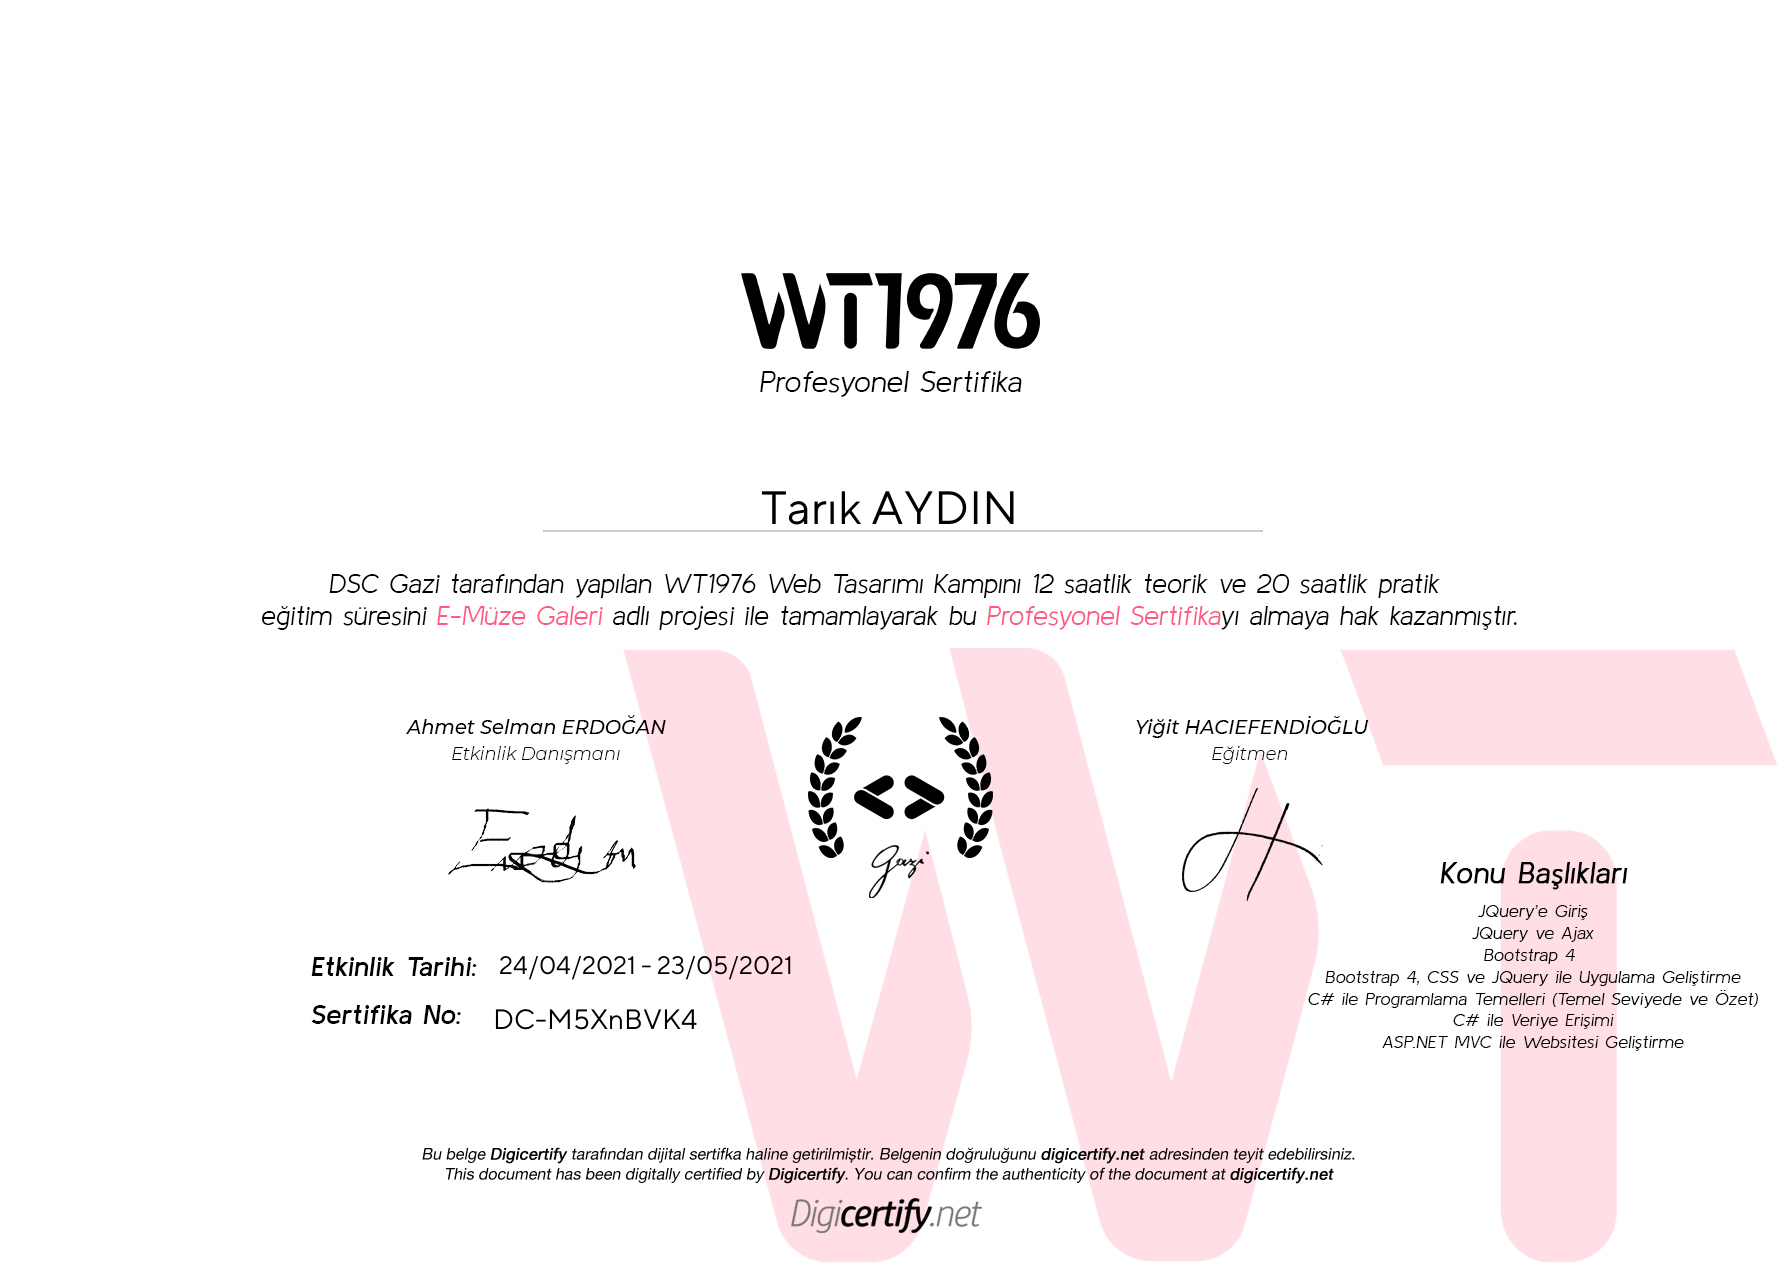 WT1976
Profesyonel Sertifika
Tarık AYDIN
DSC Gazi tarafından yapılan WT1976 Web Tasarımı Kampını 12 saatlik teorik ve 20 saatlik pratik
eğitim süresini E-Müze Galeri adlı projesi ile tamamlayarak bu Profesyonel Sertifikayı almaya hak kazanmıştır.
Ahmet Selman ERDOĞAN
Etkinlik Danışmanı
Yiğit HACIEFENDİOĞLU
Eğitmen
<>
Gazi
Konu Başlıkları
JQuery'e Giriş
JQuery ve Ajax
Bootstrap 4
Bootstrap 4, CSS ve JQuery ile Uygulama Geliştirme
C# ile Programlama Temelleri (Temel Seviyede ve Özet)
C# ile Veriye Erişimi
ASP.NET MVC ile Websitesi Geliştirme
Etkinlik Tarihi: 24/04/2021 - 23/05/2021
Sertifika No: DC-M5XnBVK4
WT
Bu belge Digicertify tarafından dijital sertifka haline getirilmiştir. Belgenin doğruluğunu digicertify.net adresinden teyit edebilirsiniz.
This document has been digitally certified by Digicertify. You can confirm the authenticity of the document at digicertify.net
Digicertify.net